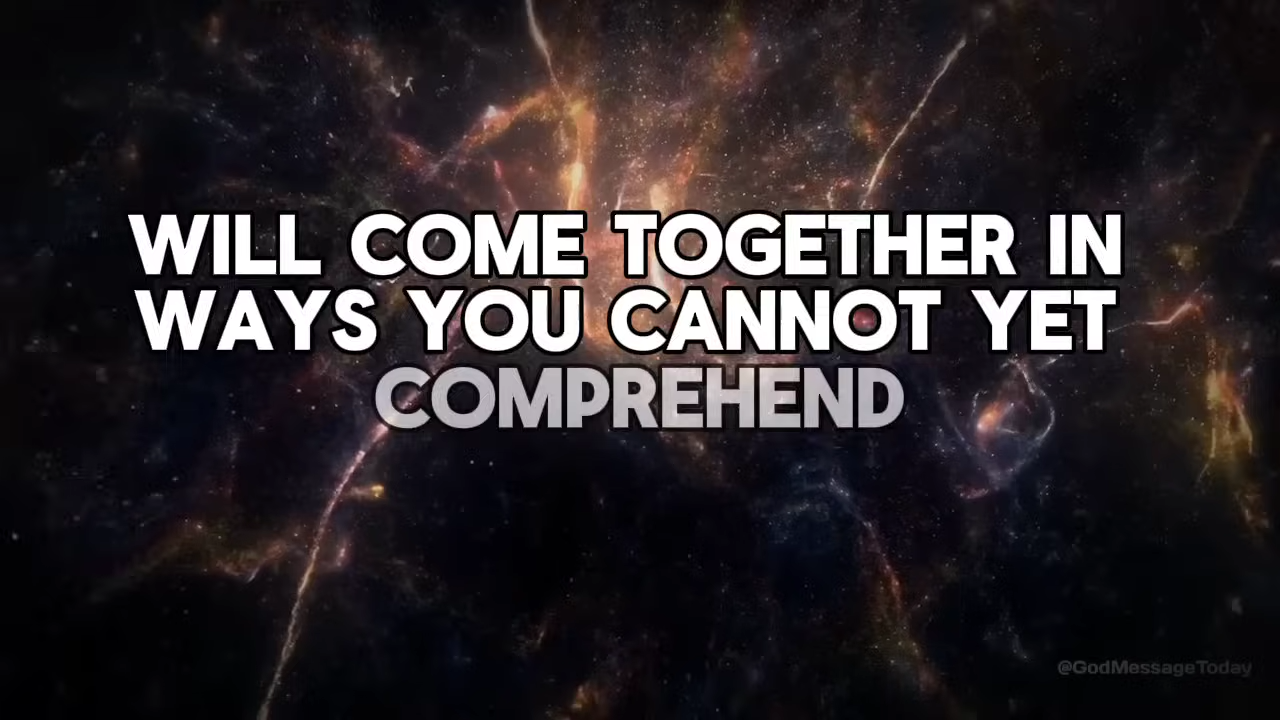 WILL COME TOGETHER IN
WAYS YOU CANNOT YET
COMPREHEND
@GodMessageToday